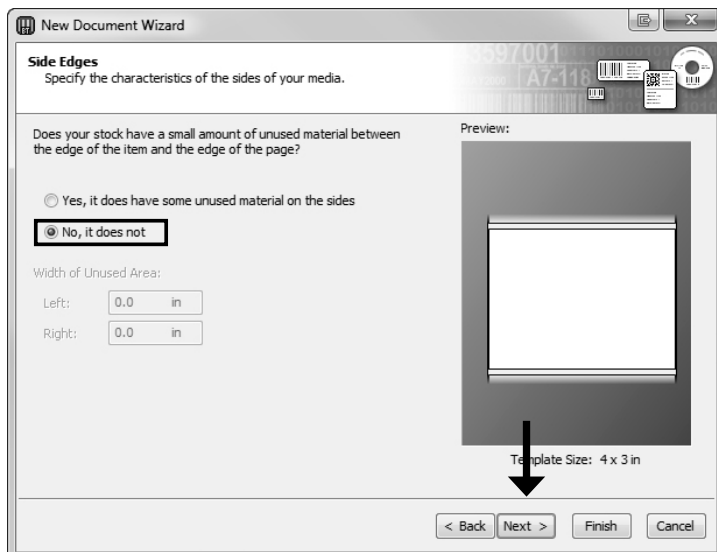 New Document Wizard
Side Edges
Specify the characteristics of the sides of your media.
3597001
A7-118
Does your stock have a small amount of unused material between
the edge of the item and the edge of the page?
Yes, it does have some unused material on the sides
No, it does not
Width of Unused Area:
Left: 0.0 in
Right: 0.0 in
Preview:
Template Size: 4 x 3 in
< Back Next > Finish Cancel